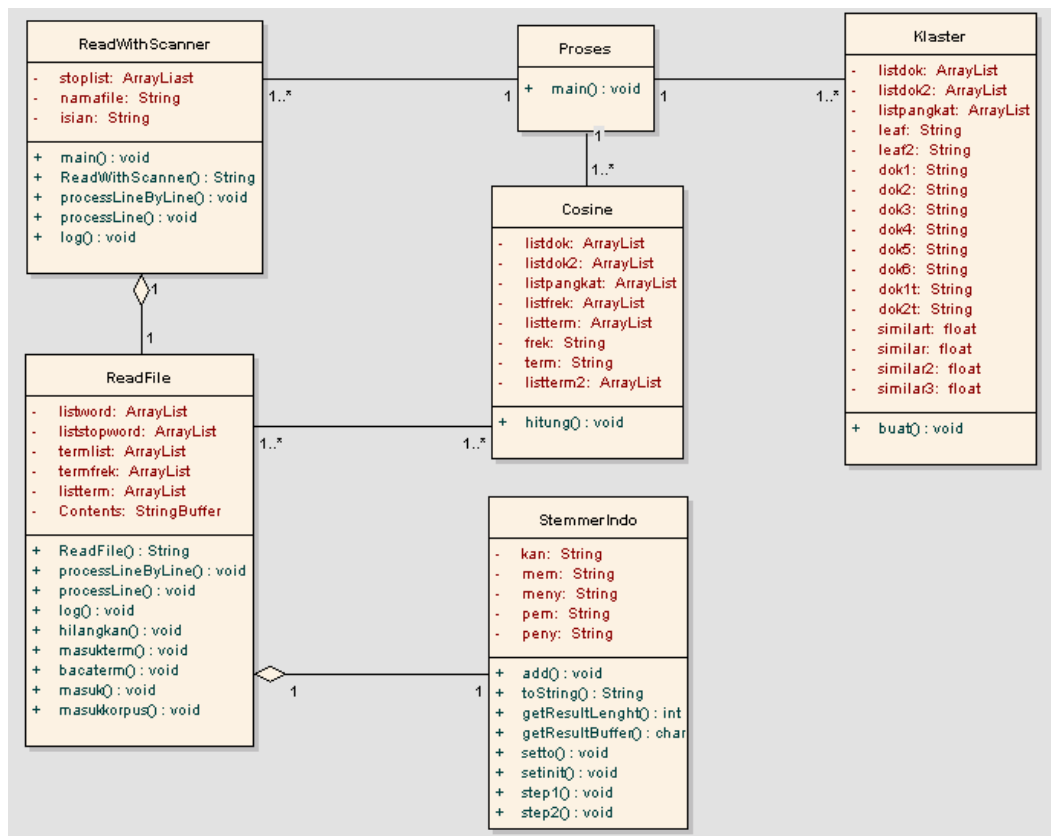 ReadWithScanner
- stoplist: ArrayLiast
- namafile: String
- isian: String
+ main() : void
+ ReadWithScanner() : String
+ processLineByLine() : void
+ processLine() : void
+ log() : void
1..*
1
Proses
+ main() : void
1
1..*
1
1..*
Klaster
- listdok: ArrayList
- listdok2: ArrayList
- listpangkat: ArrayList
- leaf: String
- leaf2: String
- dok1: String
- dok2: String
- dok3: String
- dok4: String
- dok5: String
- dok6: String
- dok1t: String
- dok2t: String
- similart: float
- similar: float
- similar2: float
- similar3: float
+ buat() : void
Cosine
- listdok: ArrayList
- listdok2: ArrayList
- listpangkat: ArrayList
- listfrek: ArrayList
- listterm: ArrayList
- frek: String
- term: String
- listterm2: ArrayList
+ hitung() : void
1
1
ReadFile
- listword: ArrayList
- liststopword: ArrayList
- termlist: ArrayList
- termfrek: ArrayList
- listterm: ArrayList
- Contents: StringBuffer
+ ReadFile() : String
+ processLineByLine() : void
+ processLine() : void
+ log() : void
+ hilangkan() : void
+ masukterm() : void
+ bacaterm() : void
+ masuk() : void
+ masukkorpus() : void
1..*
1..*
1
1
StemmerIndo
- kan: String
- mem: String
- meny: String
- pem: String
- peny: String
+ add() : void
+ toString() : String
+ getResultLenght() : int
+ getResultBuffer() : char
+ setto() : void
+ setinit() : void
+ step1() : void
+ step2() : void